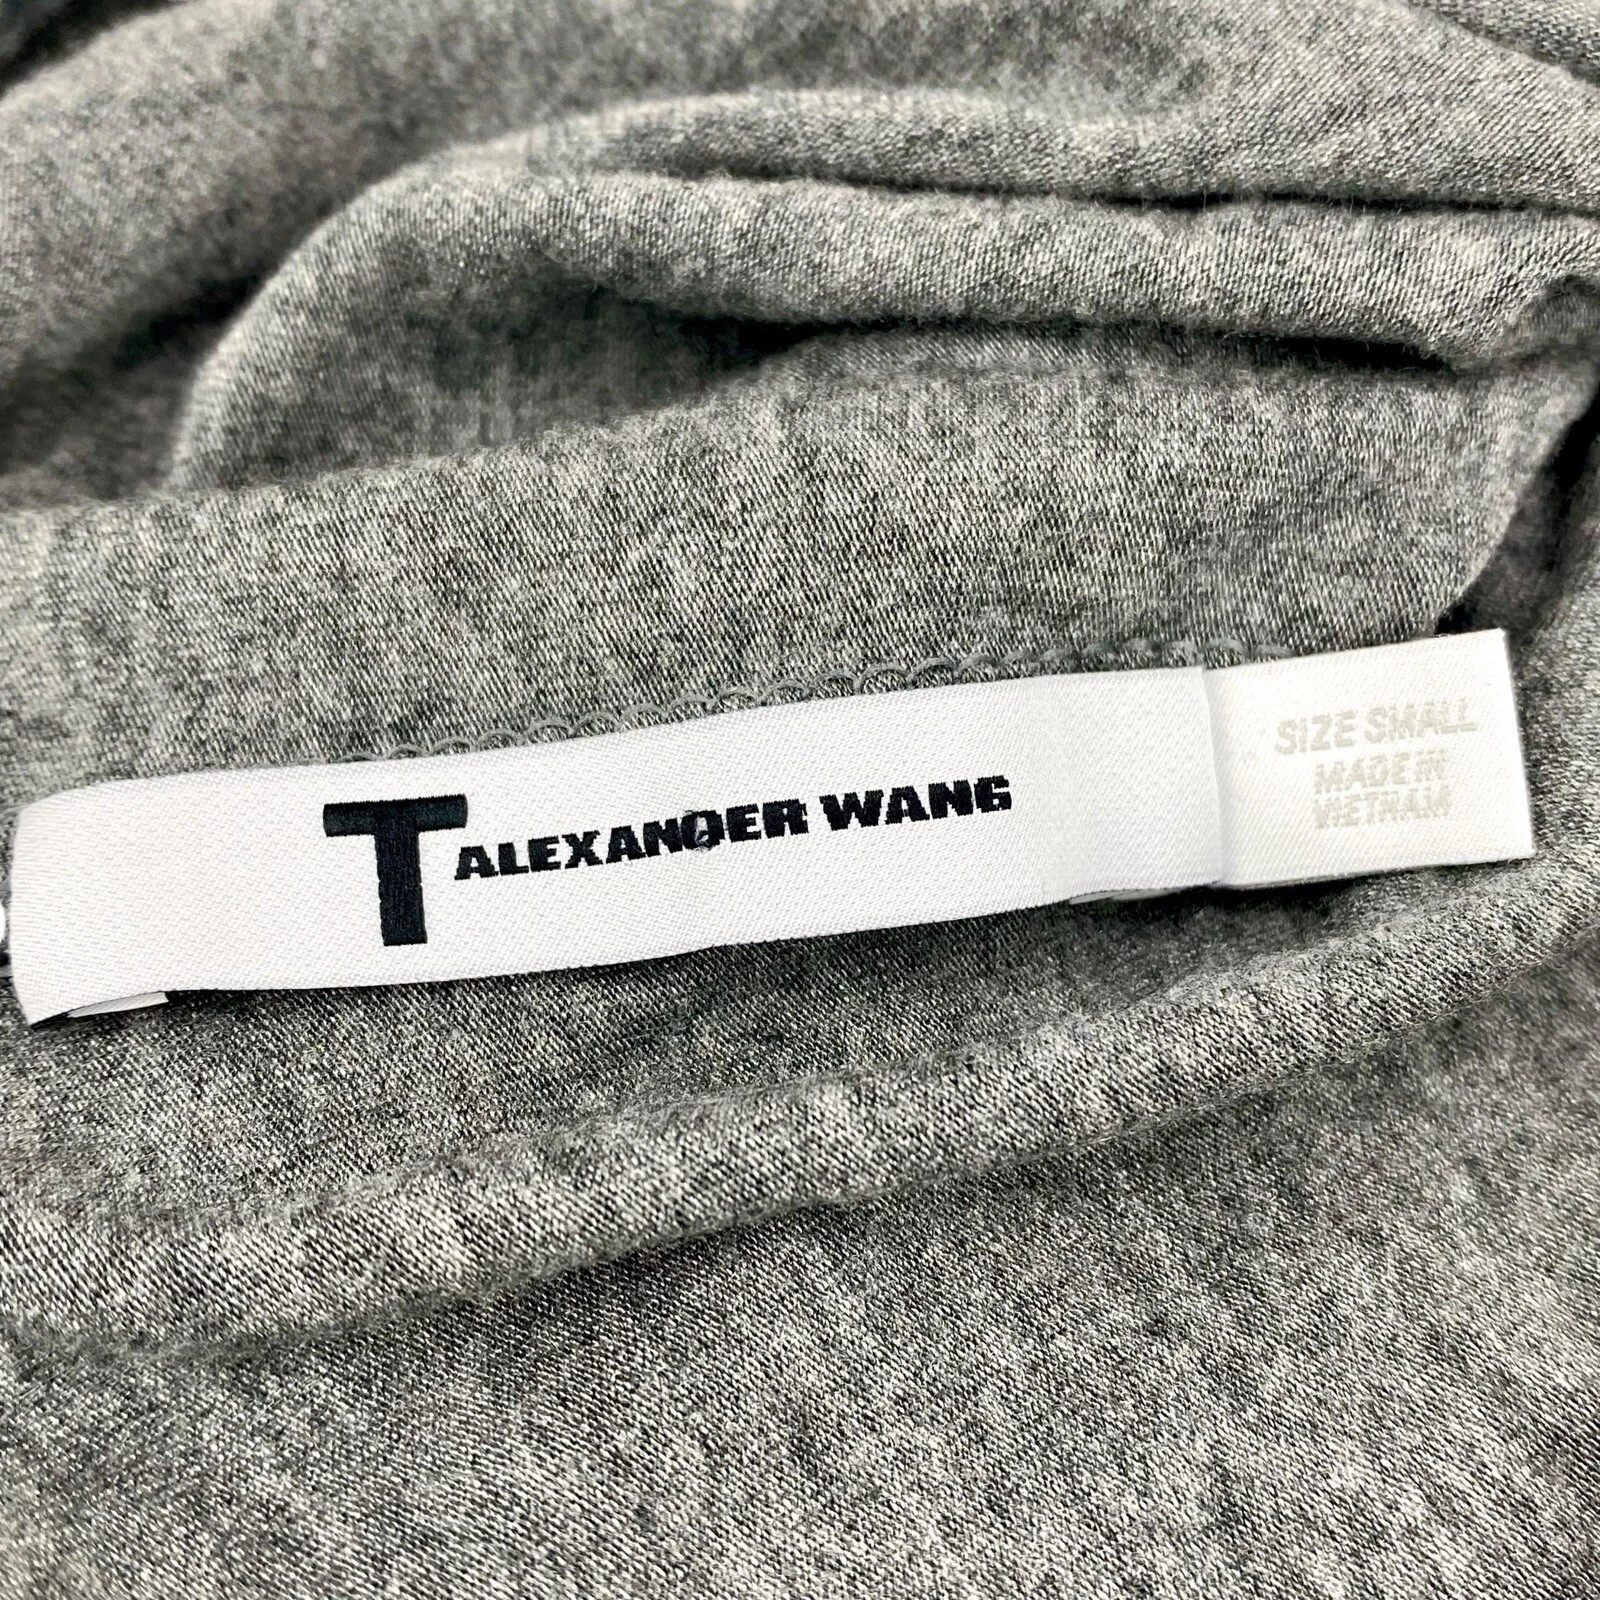 T ALEXANDER WANG
SIZE SMALL
MADE IN
VIETNAM